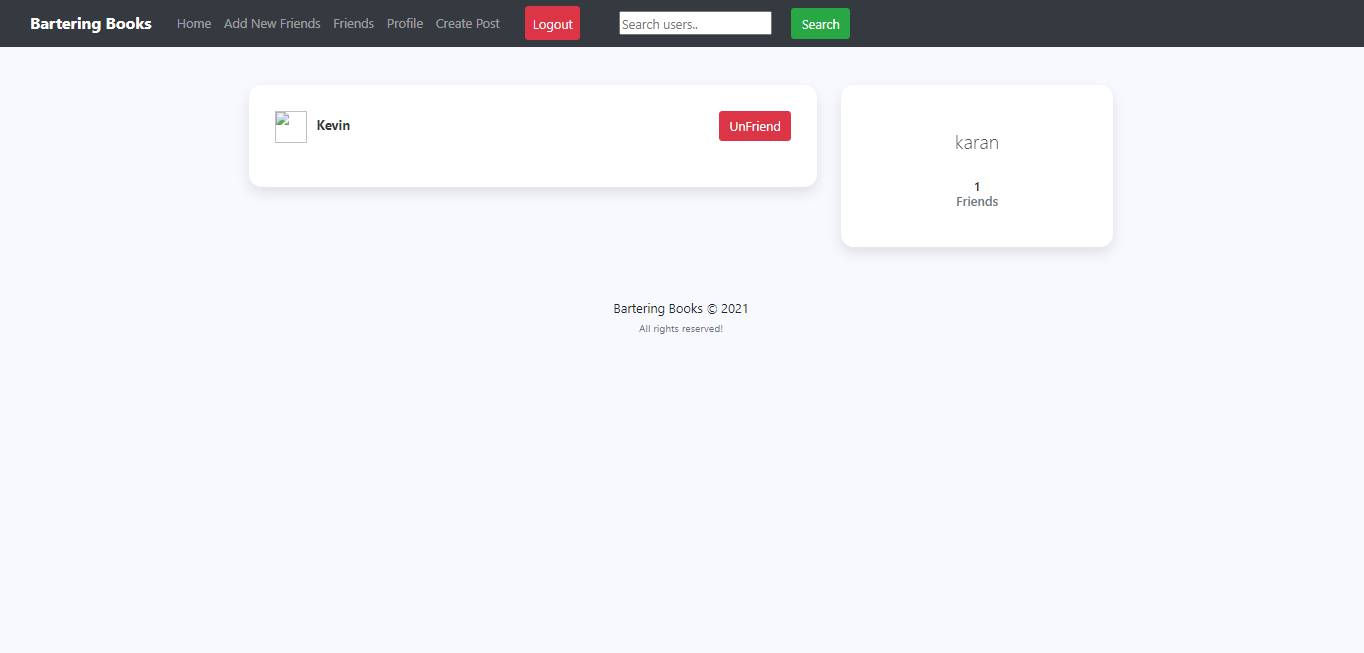 Bartering Books Home Add New Friends Friends Profile Create Post Logout Search users.. Search
Kevin UnFriend
karan
1
Friends
Bartering Books © 2021
All rights reserved!